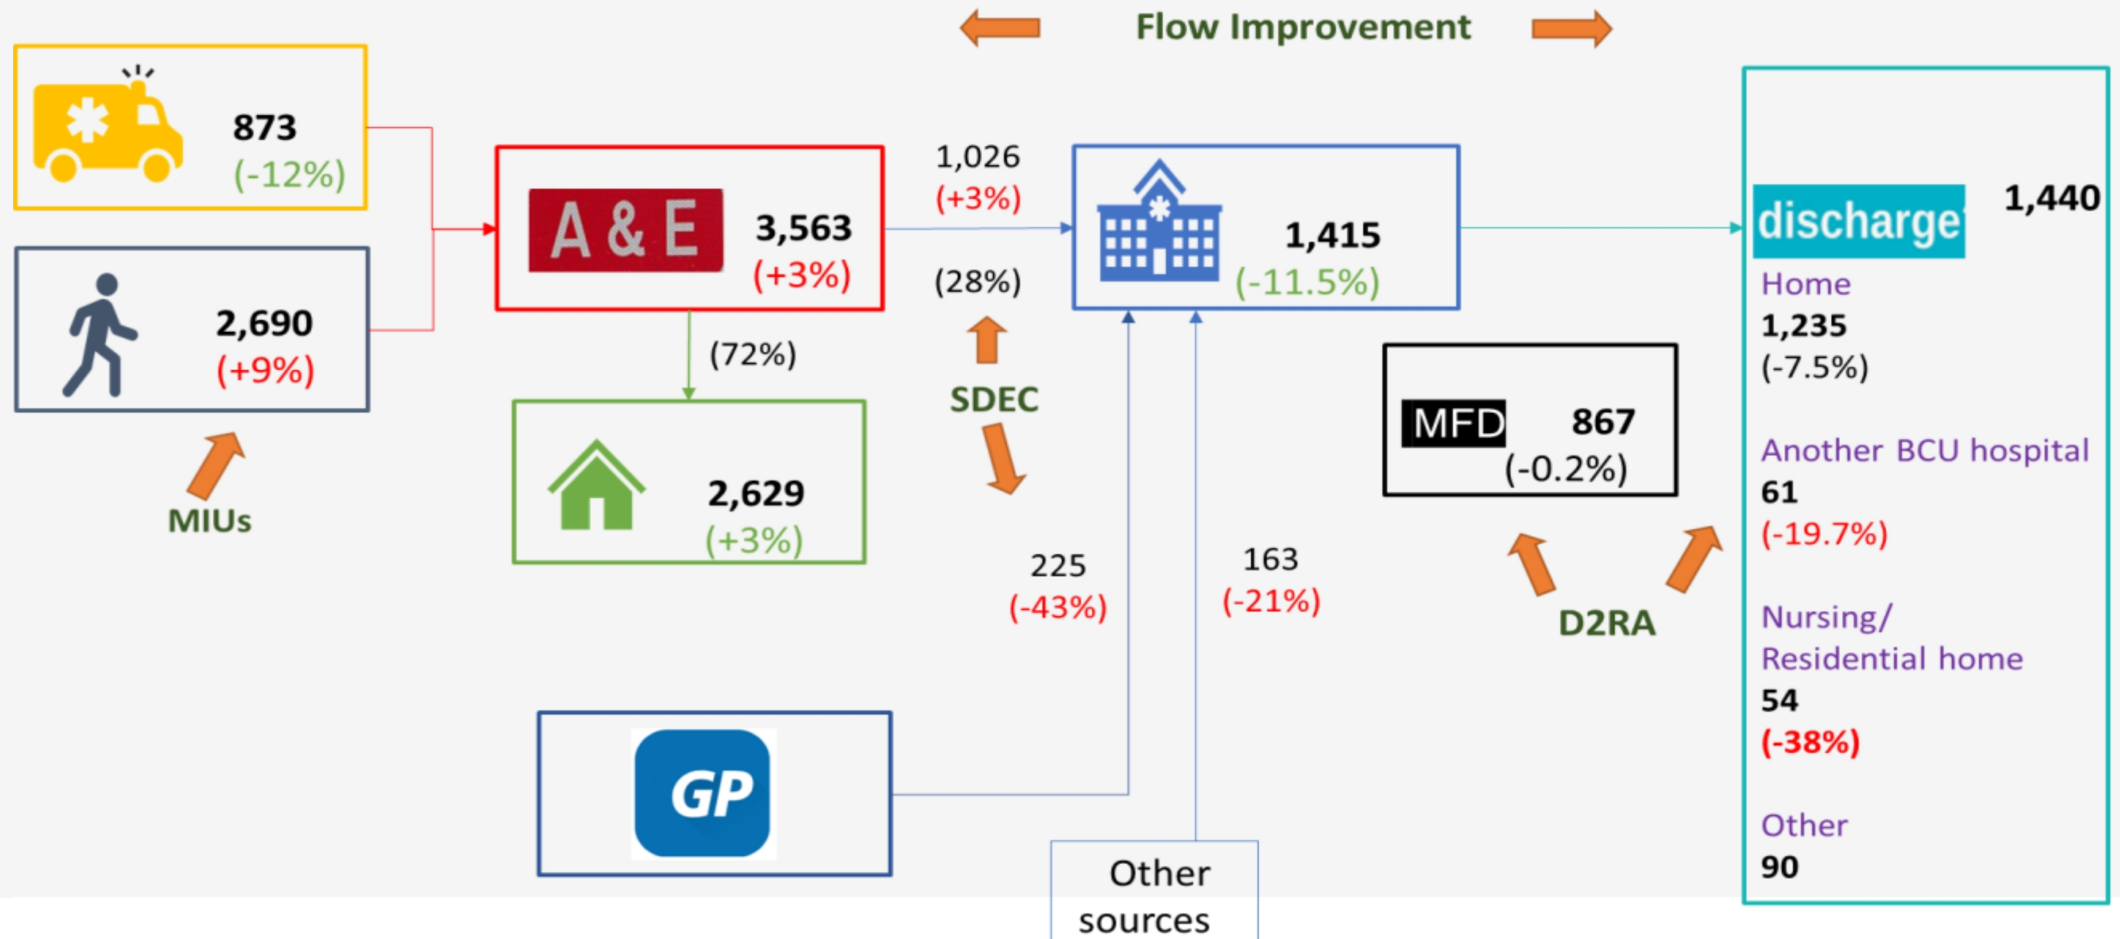 Flow Improvement
873
(-12%)
2,690
(+9%)
MIUs
A & E
3,563
(+3%)
(72%)
2,629
(+3%)
1,026
(+3%)
(28%)
SDEC
1,415
(-11.5%)
225
(-43%)
163
(-21%)
GP
Other
sources
MFD
867
(-0.2%)
D2RA
discharge
1,440
Home
1,235
(-7.5%)
Another BCU hospital
61
(-19.7%)
Nursing/
Residential home
54
(-38%)
Other
90